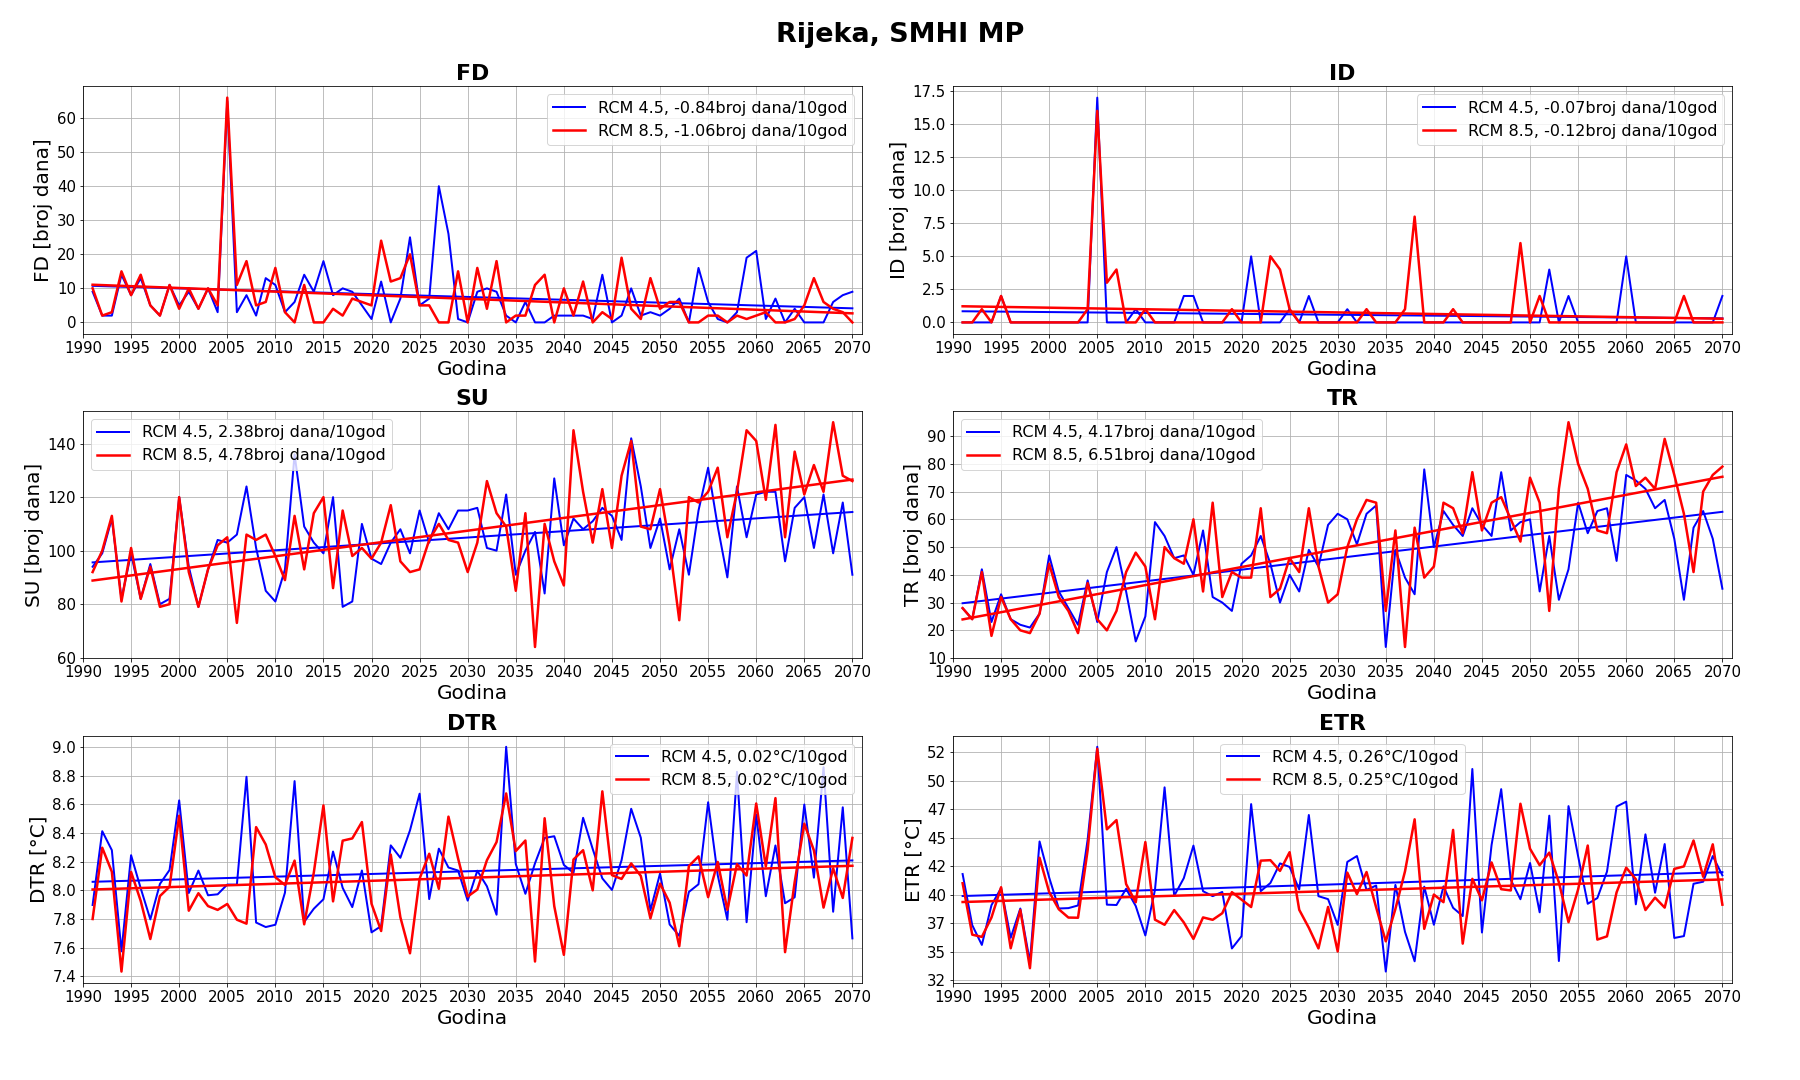 Rijeka, SMHI MP
FD
RCM 4.5, -0.84broj dana/10god
RCM 8.5, -1.06broj dana/10god
FD [broj dana]
60
50
40
30
20
10
0
1990 1995 2000 2005 2010 2015 2020 2025 2030 2035 2040 2045 2050 2055 2060 2065 2070
Godina
ID
RCM 4.5, -0.07broj dana/10god
RCM 8.5, -0.12broj dana/10god
ID [broj dana]
17.5
15.0
12.5
10.0
7.5
5.0
2.5
0.0
1990 1995 2000 2005 2010 2015 2020 2025 2030 2035 2040 2045 2050 2055 2060 2065 2070
Godina
SU
RCM 4.5, 2.38broj dana/10god
RCM 8.5, 4.78broj dana/10god
SU [broj dana]
140
120
100
80
60
1990 1995 2000 2005 2010 2015 2020 2025 2030 2035 2040 2045 2050 2055 2060 2065 2070
Godina
TR
RCM 4.5, 4.17broj dana/10god
RCM 8.5, 6.51broj dana/10god
TR [broj dana]
90
80
70
60
50
40
30
20
10
1990 1995 2000 2005 2010 2015 2020 2025 2030 2035 2040 2045 2050 2055 2060 2065 2070
Godina
DTR
RCM 4.5, 0.02°C/10god
RCM 8.5, 0.02°C/10god
DTR [°C]
9.0
8.8
8.6
8.4
8.2
8.0
7.8
7.6
7.4
1990 1995 2000 2005 2010 2015 2020 2025 2030 2035 2040 2045 2050 2055 2060 2065 2070
Godina
ETR
RCM 4.5, 0.26°C/10god
RCM 8.5, 0.25°C/10god
ETR [°C]
52
50
47
45
42
40
37
35
32
1990 1995 2000 2005 2010 2015 2020 2025 2030 2035 2040 2045 2050 2055 2060 2065 2070
Godina